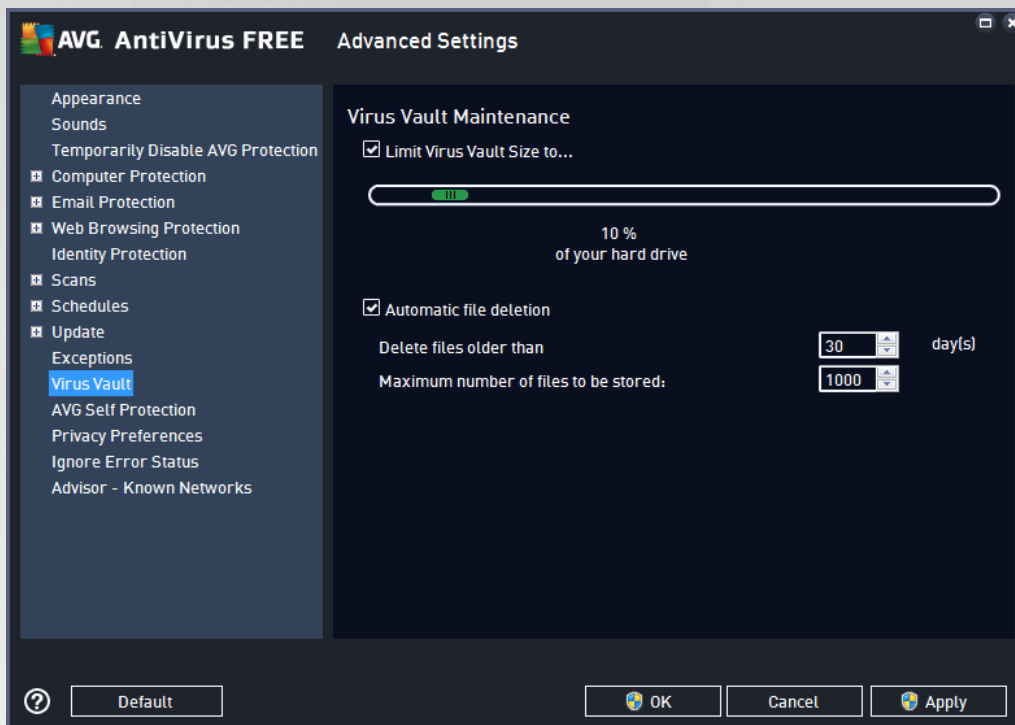 AVG. AntiVirus FREE Advanced Settings
Appearance
Sounds
Temporarily Disable AVG Protection
Computer Protection
Email Protection
Web Browsing Protection
Identity Protection
Scans
Schedules
Update
Exceptions
Virus Vault
AVG Self Protection
Privacy Preferences
Ignore Error Status
Advisor - Known Networks
Virus Vault Maintenance
Limit Virus Vault Size to...
10 %
of your hard drive
Automatic file deletion
Delete files older than 30 day(s)
Maximum number of files to be stored: 1000
? Default OK Cancel Apply